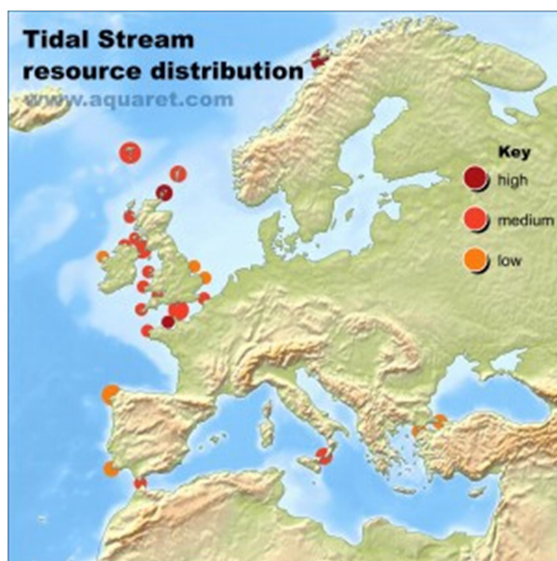 Tidal Stream
resource distribution
www.aquaret.com
Key
high
medium
low